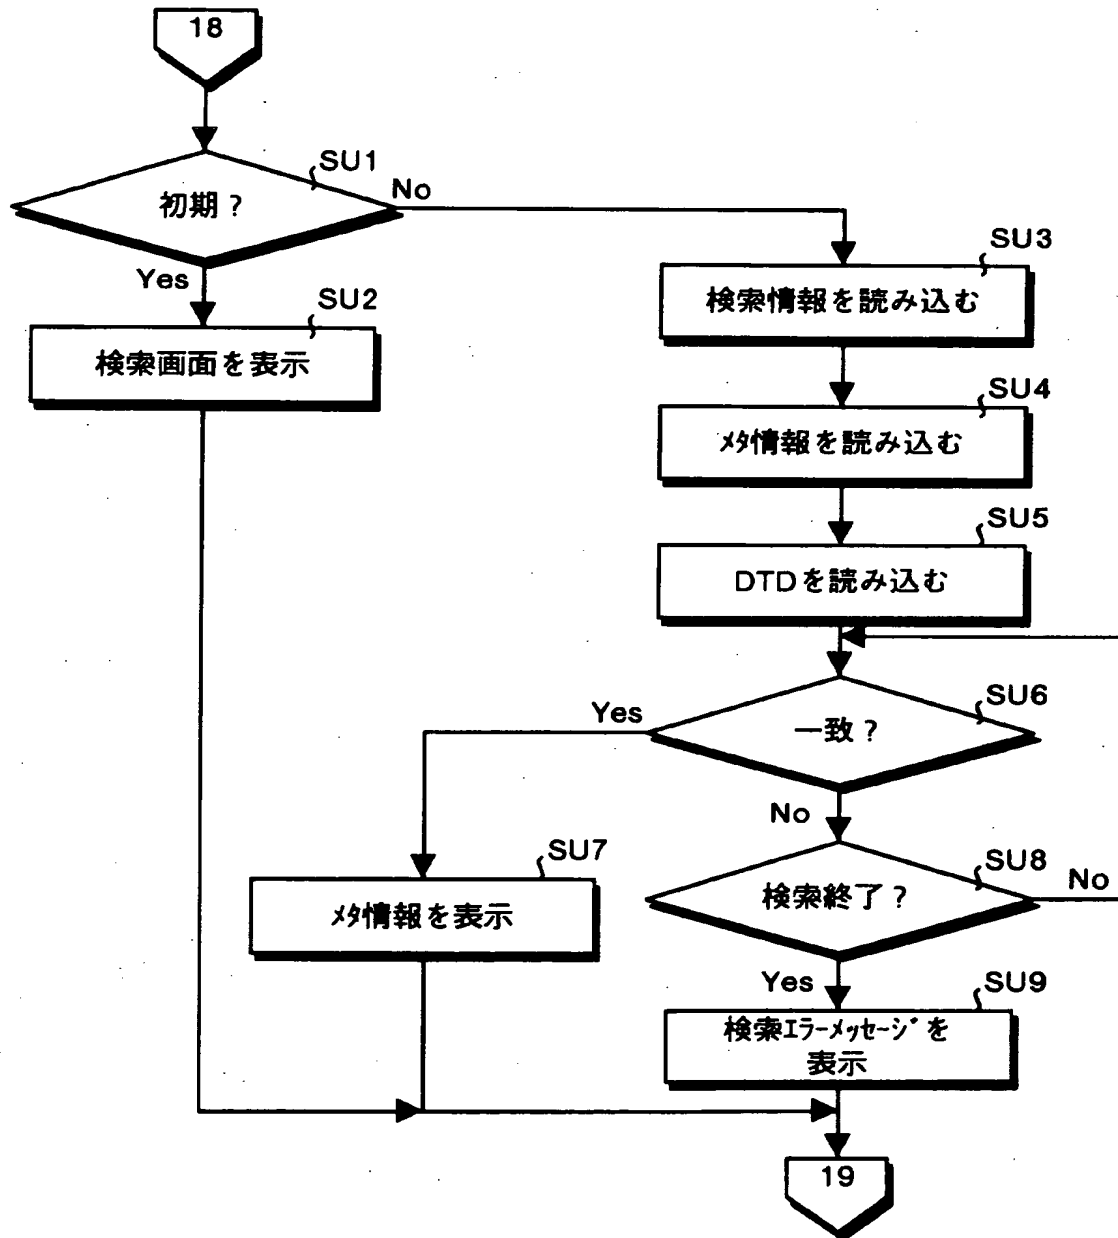 18
SU1
初期?
No
Yes
SU2
検索画面を表示
SU3
検索情報を読み込む
SU4
メタ情報を読み込む
SU5
DTDを読み込む
SU6
一致?
Yes
No
SU7
メタ情報を表示
SU8
検索終了?
No
Yes
SU9
検索エラーメッセージを
表示
19